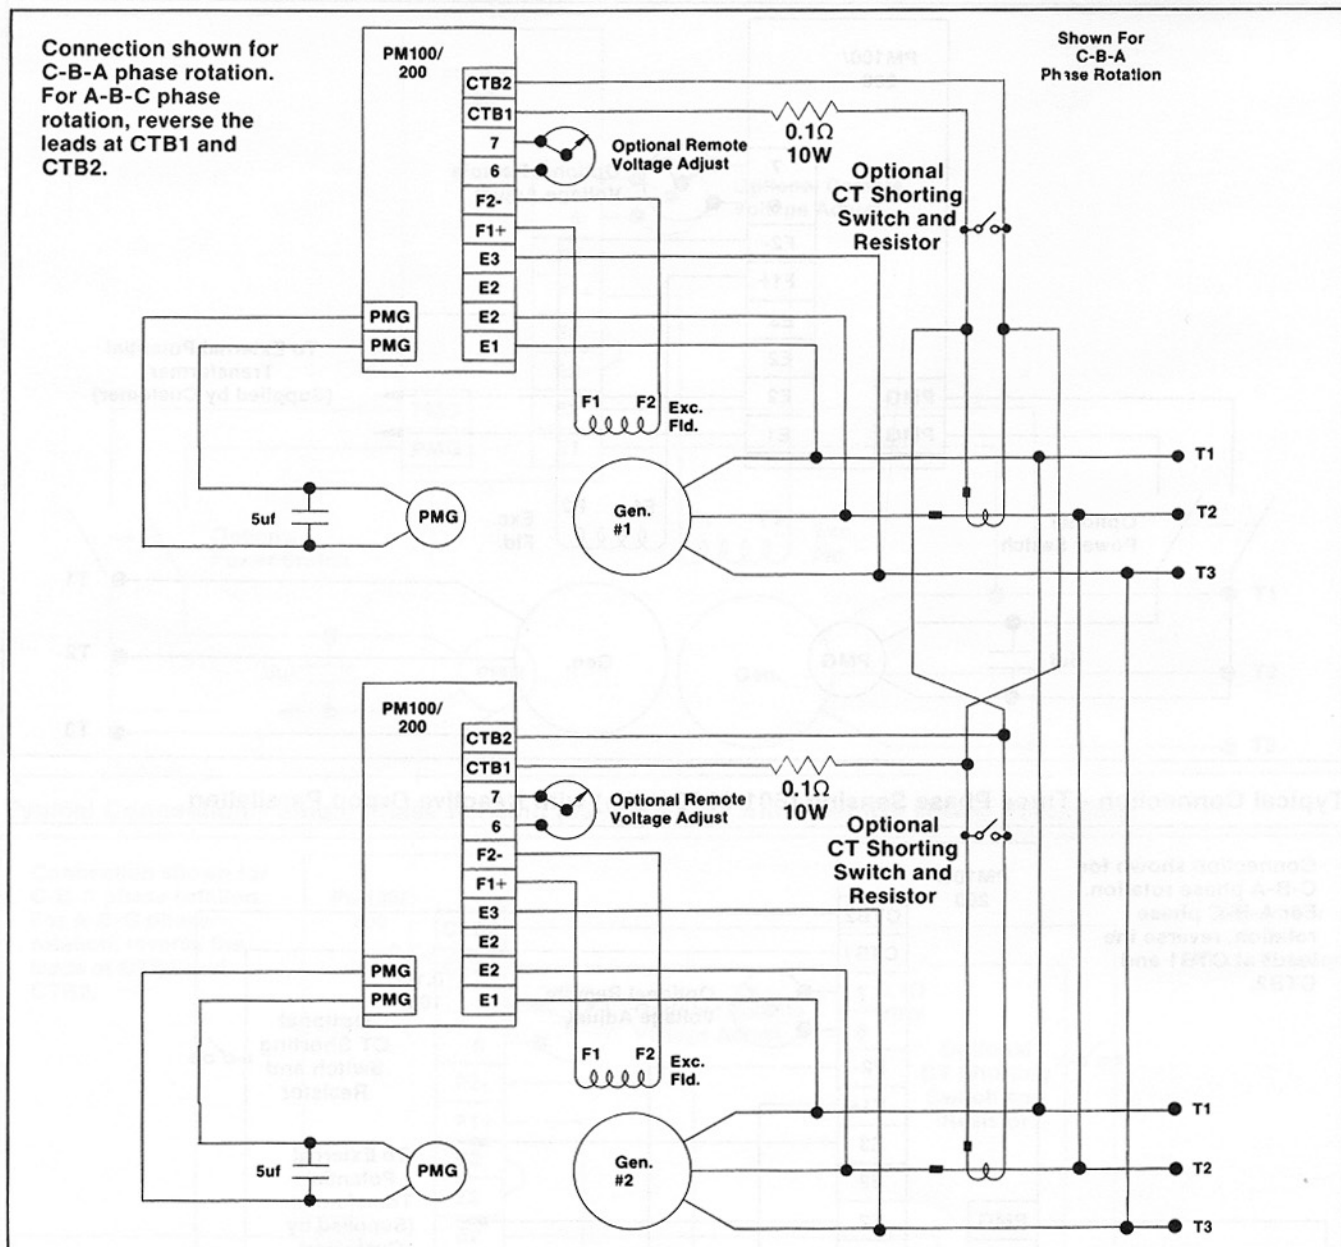 Connection shown for
C-B-A phase rotation.
For A-B-C phase
rotation, reverse the
leads at CTB1 and
CTB2.
PM100/
200
CTB2
CTB1
7
6
F2-
F1+
E3
E2
E2
E1
PMG
PMG
Optional Remote
Voltage Adjust
0.1Ω
10W
Optional
CT Shorting
Switch and
Resistor
Shown For
C-B-A
Phase Rotation
F1 F2 Exc.
Fld.
5uf
PMG
Gen.
#1
T1
T2
T3
PM100/
200
CTB2
CTB1
7
6
F2-
F1+
E3
E2
E2
E1
PMG
PMG
Optional Remote
Voltage Adjust
0.1Ω
10W
Optional
CT Shorting
Switch and
Resistor
F1 F2 Exc.
Fld.
5uf
PMG
Gen.
#2
T1
T2
T3